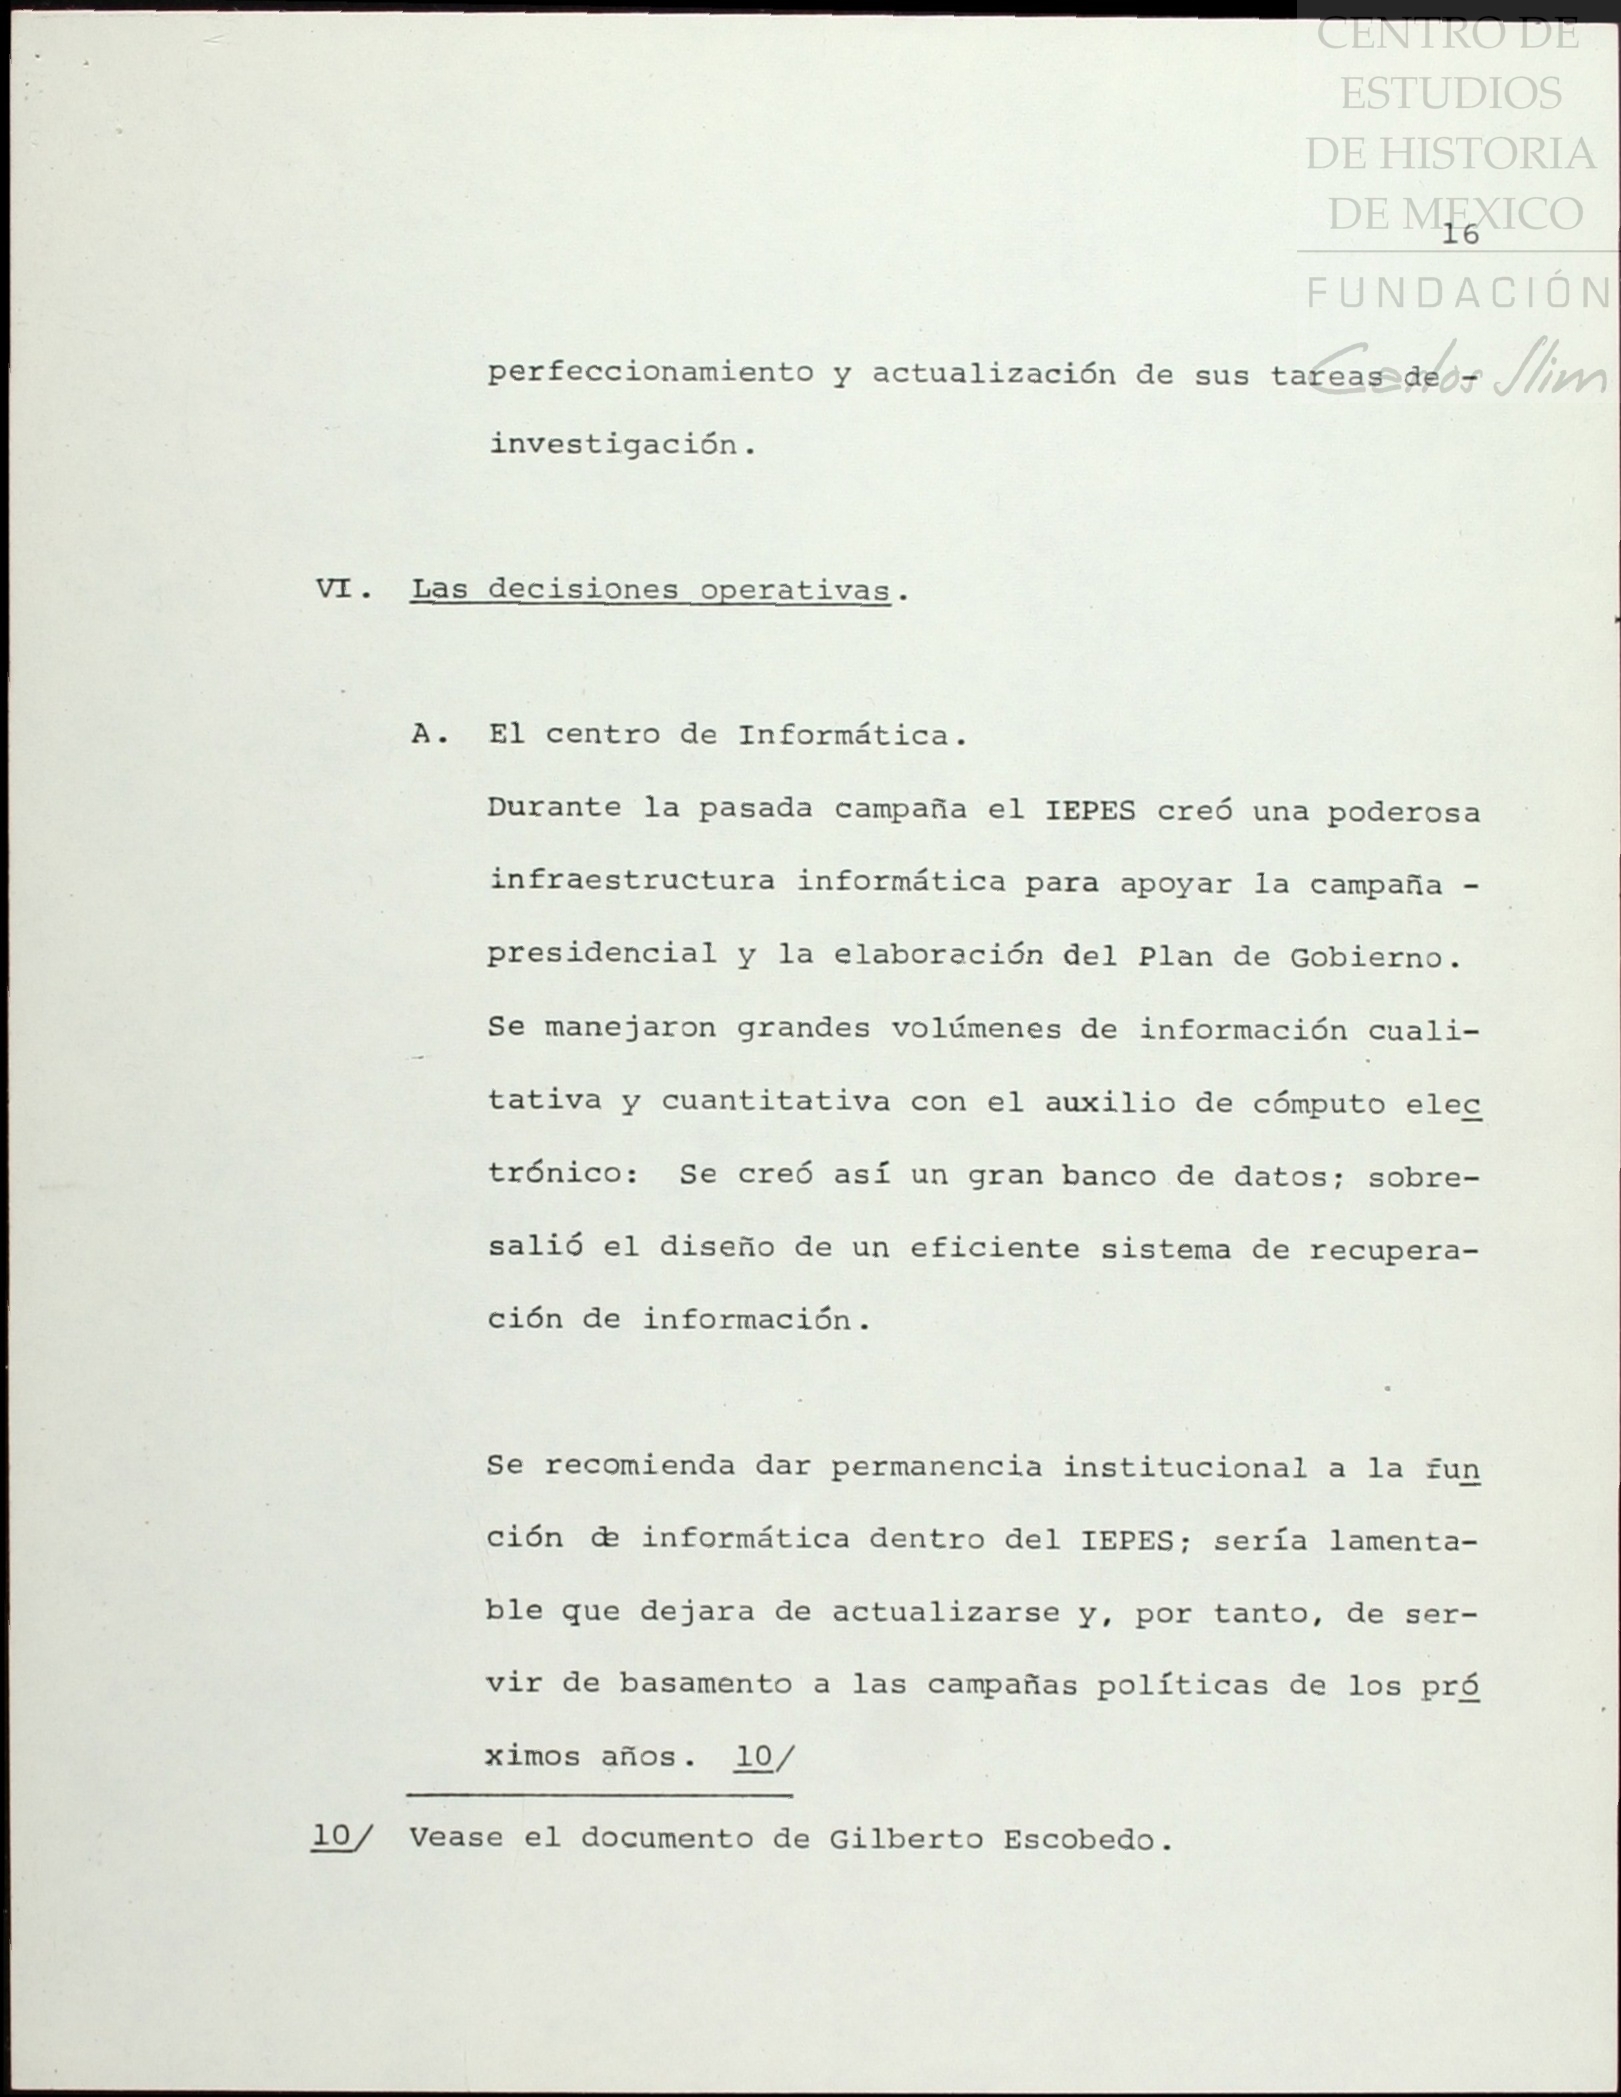 CENTRO DE
ESTUDIOS
DE HISTORIA
DE MEXICO
16
FUNDACIÓN
Carlos Slim
perfeccionamiento y actualización de sus tareas de -
investigación.
VI. Las decisiones operativas.
A. El centro de Informática.
Durante la pasada campaña el IEPES creó una poderosa
infraestructura informática para apoyar la campaña -
presidencial y la elaboración del Plan de Gobierno.
Se manejaron grandes volúmenes de información cuali-
tativa y cuantitativa con el auxilio de cómputo elec
trónico: Se creó así un gran banco de datos; sobre-
salió el diseño de un eficiente sistema de recupera-
ción de información.
Se recomienda dar permanencia institucional a la fun
ción de informática dentro del IEPES; sería lamenta-
ble que dejara de actualizarse y, por tanto, de ser-
vir de basamento a las campañas políticas de los pró
ximos años. 10/
10/ Vease el documento de Gilberto Escobedo.